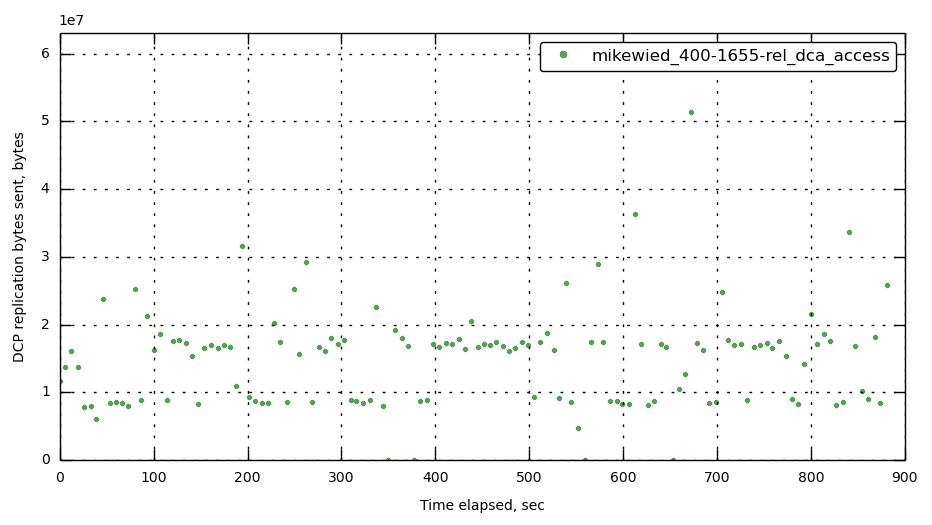 1e7
mikewied_400-1655-rel_dca_access
6
5
4
3
2
1
0
DCP replication bytes sent, bytes
0 100 200 300 400 500 600 700 800 900
Time elapsed, sec